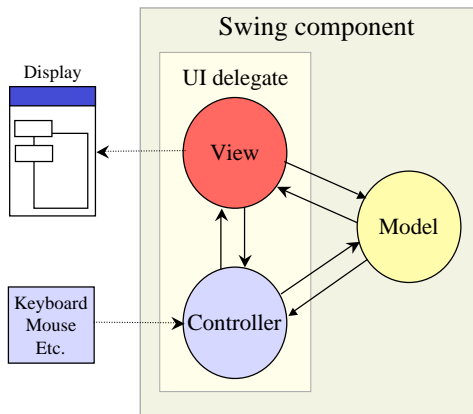 Swing component
Display
UI delegate
View
Model
Keyboard
Mouse
Etc.
Controller